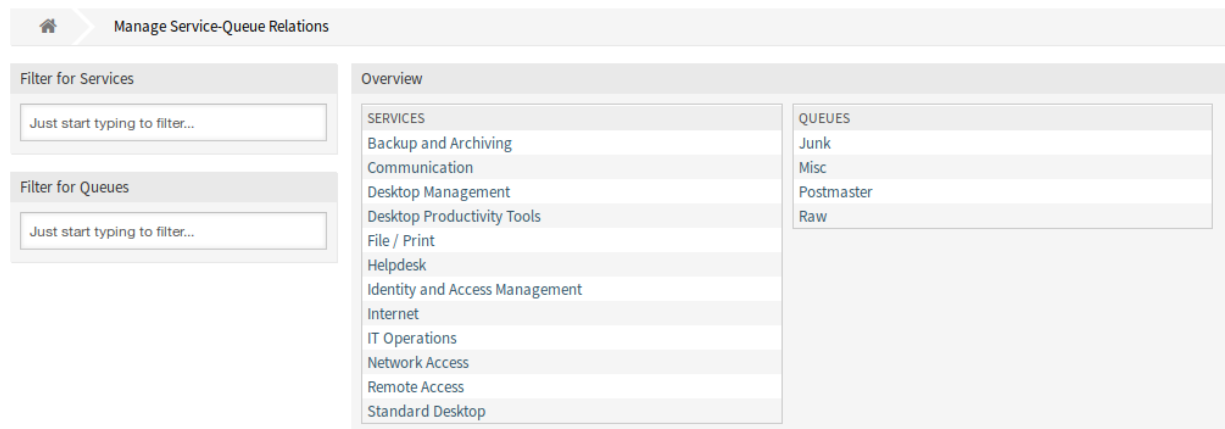 Manage Service-Queue Relations
Filter for Services
Just start typing to filter...
Filter for Queues
Just start typing to filter...
Overview
SERVICES
Backup and Archiving
Communication
Desktop Management
Desktop Productivity Tools
File / Print
Helpdesk
Identity and Access Management
Internet
IT Operations
Network Access
Remote Access
Standard Desktop
QUEUES
Junk
Misc
Postmaster
Raw